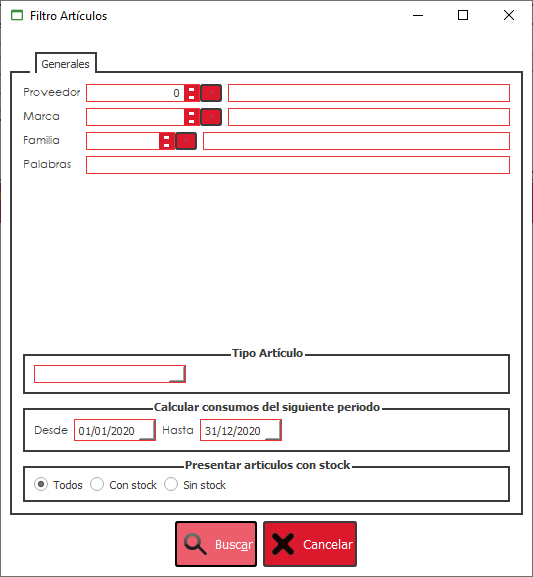 Filtro Artículos
Generales
Proveedor 0
Marca
Familia
Palabras
Tipo Artículo
Calcular consumos del siguiente periodo
Desde 01/01/2020 Hasta 31/12/2020
Presentar articulos con stock
Todos Con stock Sin stock
Buscar Cancelar